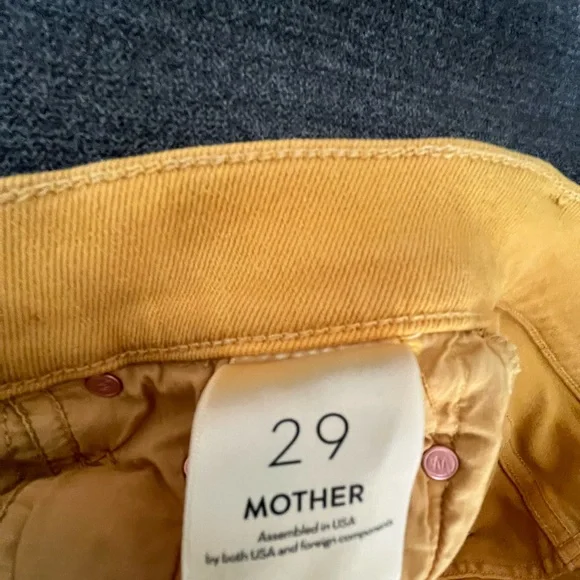 29
MOTHER
Assembled in USA
by both USA and foreign components